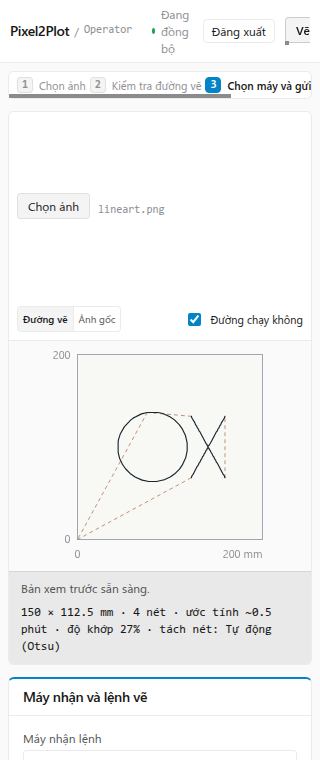 Pixel2Plot / Operator
Đang đồng bộ
Đăng xuất
Vẽ
1 Chọn ảnh 2 Kiểm tra đường vẽ 3 Chọn máy và gửi
Chọn ảnh lineart.png
Đường vẽ Ảnh gốc
Đường chạy không
200
0
0 200 mm
Bản xem trước sẵn sàng.
150 × 112.5 mm · 4 nét · ước tính ~0.5
phút · độ khớp 27% · tách nét: Tự động
(Otsu)
Máy nhận và lệnh vẽ
Máy nhận lệnh